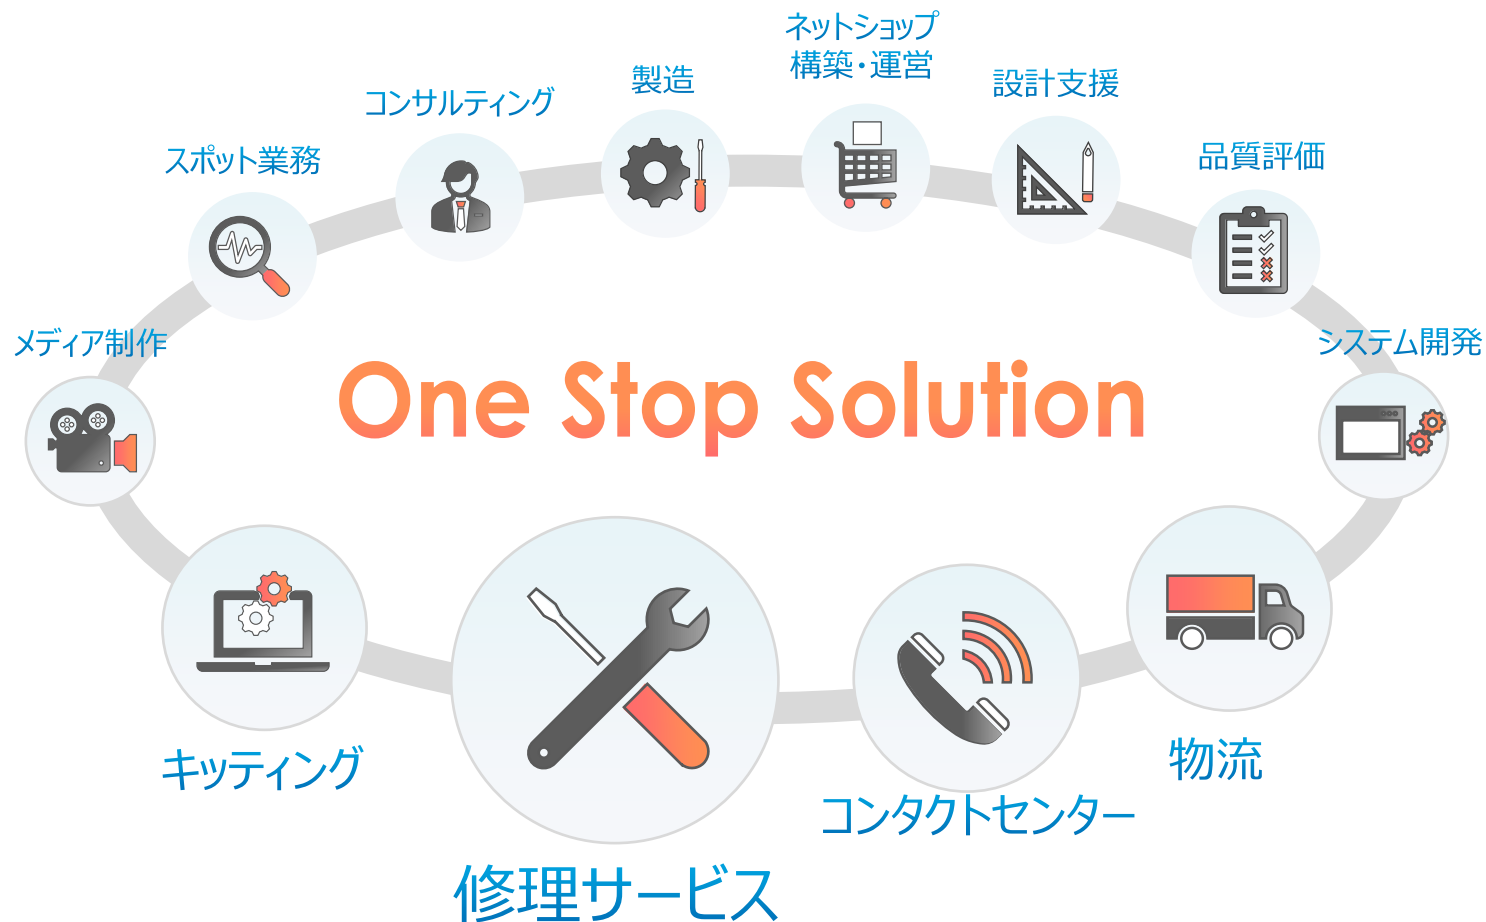 ネットショップ
構築・運営
製造
設計支援
コンサルティング
スポット業務
品質評価
メディア制作
システム開発
One Stop Solution
キッティング
物流
コンタクトセンター
修理サービス